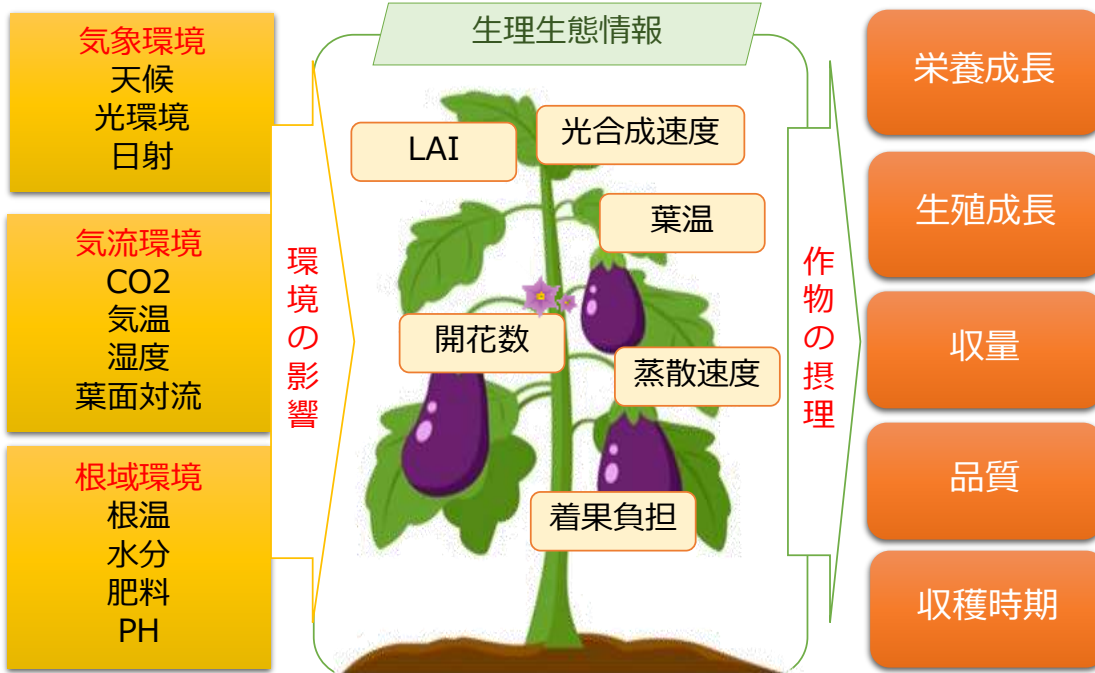 気象環境
天候
光環境
日射
気流環境
CO2
気温
湿度
葉面対流
根域環境
根温
水分
肥料
PH
環境の影響
生理生態情報
LAI
光合成速度
葉温
開花数
蒸散速度
着果負担
作物の摂理
栄養成長
生殖成長
収量
品質
収穫時期